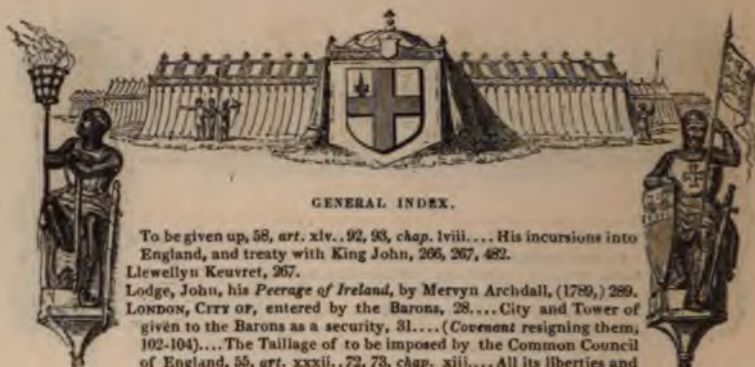 GENERAL INDEX.
To be given up, 58, art. xlv..92, 93, chap. lviii.... His incursions into
England, and treaty with King John, 266, 267, 482.
Llewellyn Keuvret, 267.
Lodge, John, his Peerage of Ireland, by Mervyn Archdall, (1789,) 289.
LONDON, CITY OF, entered by the Barons, 28....City and Tower of
given to the Barons as a security, 31....(Covenant resigning them,
102-104)....The Taillage of to be imposed by the Common Council
of England, 55, art. xxxii..72, 73, chap. xiii....All its liberties and